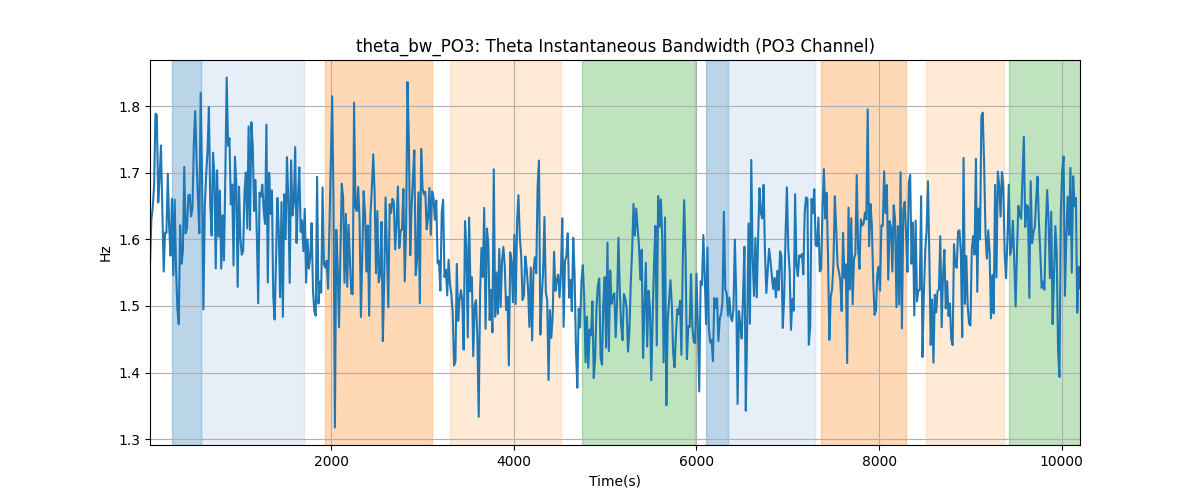 theta_bw_PO3: Theta Instantaneous Bandwidth (PO3 Channel)
Hz
1.8
1.7
1.6
1.5
1.4
1.3
2000 4000 6000 8000 10000
Time(s)